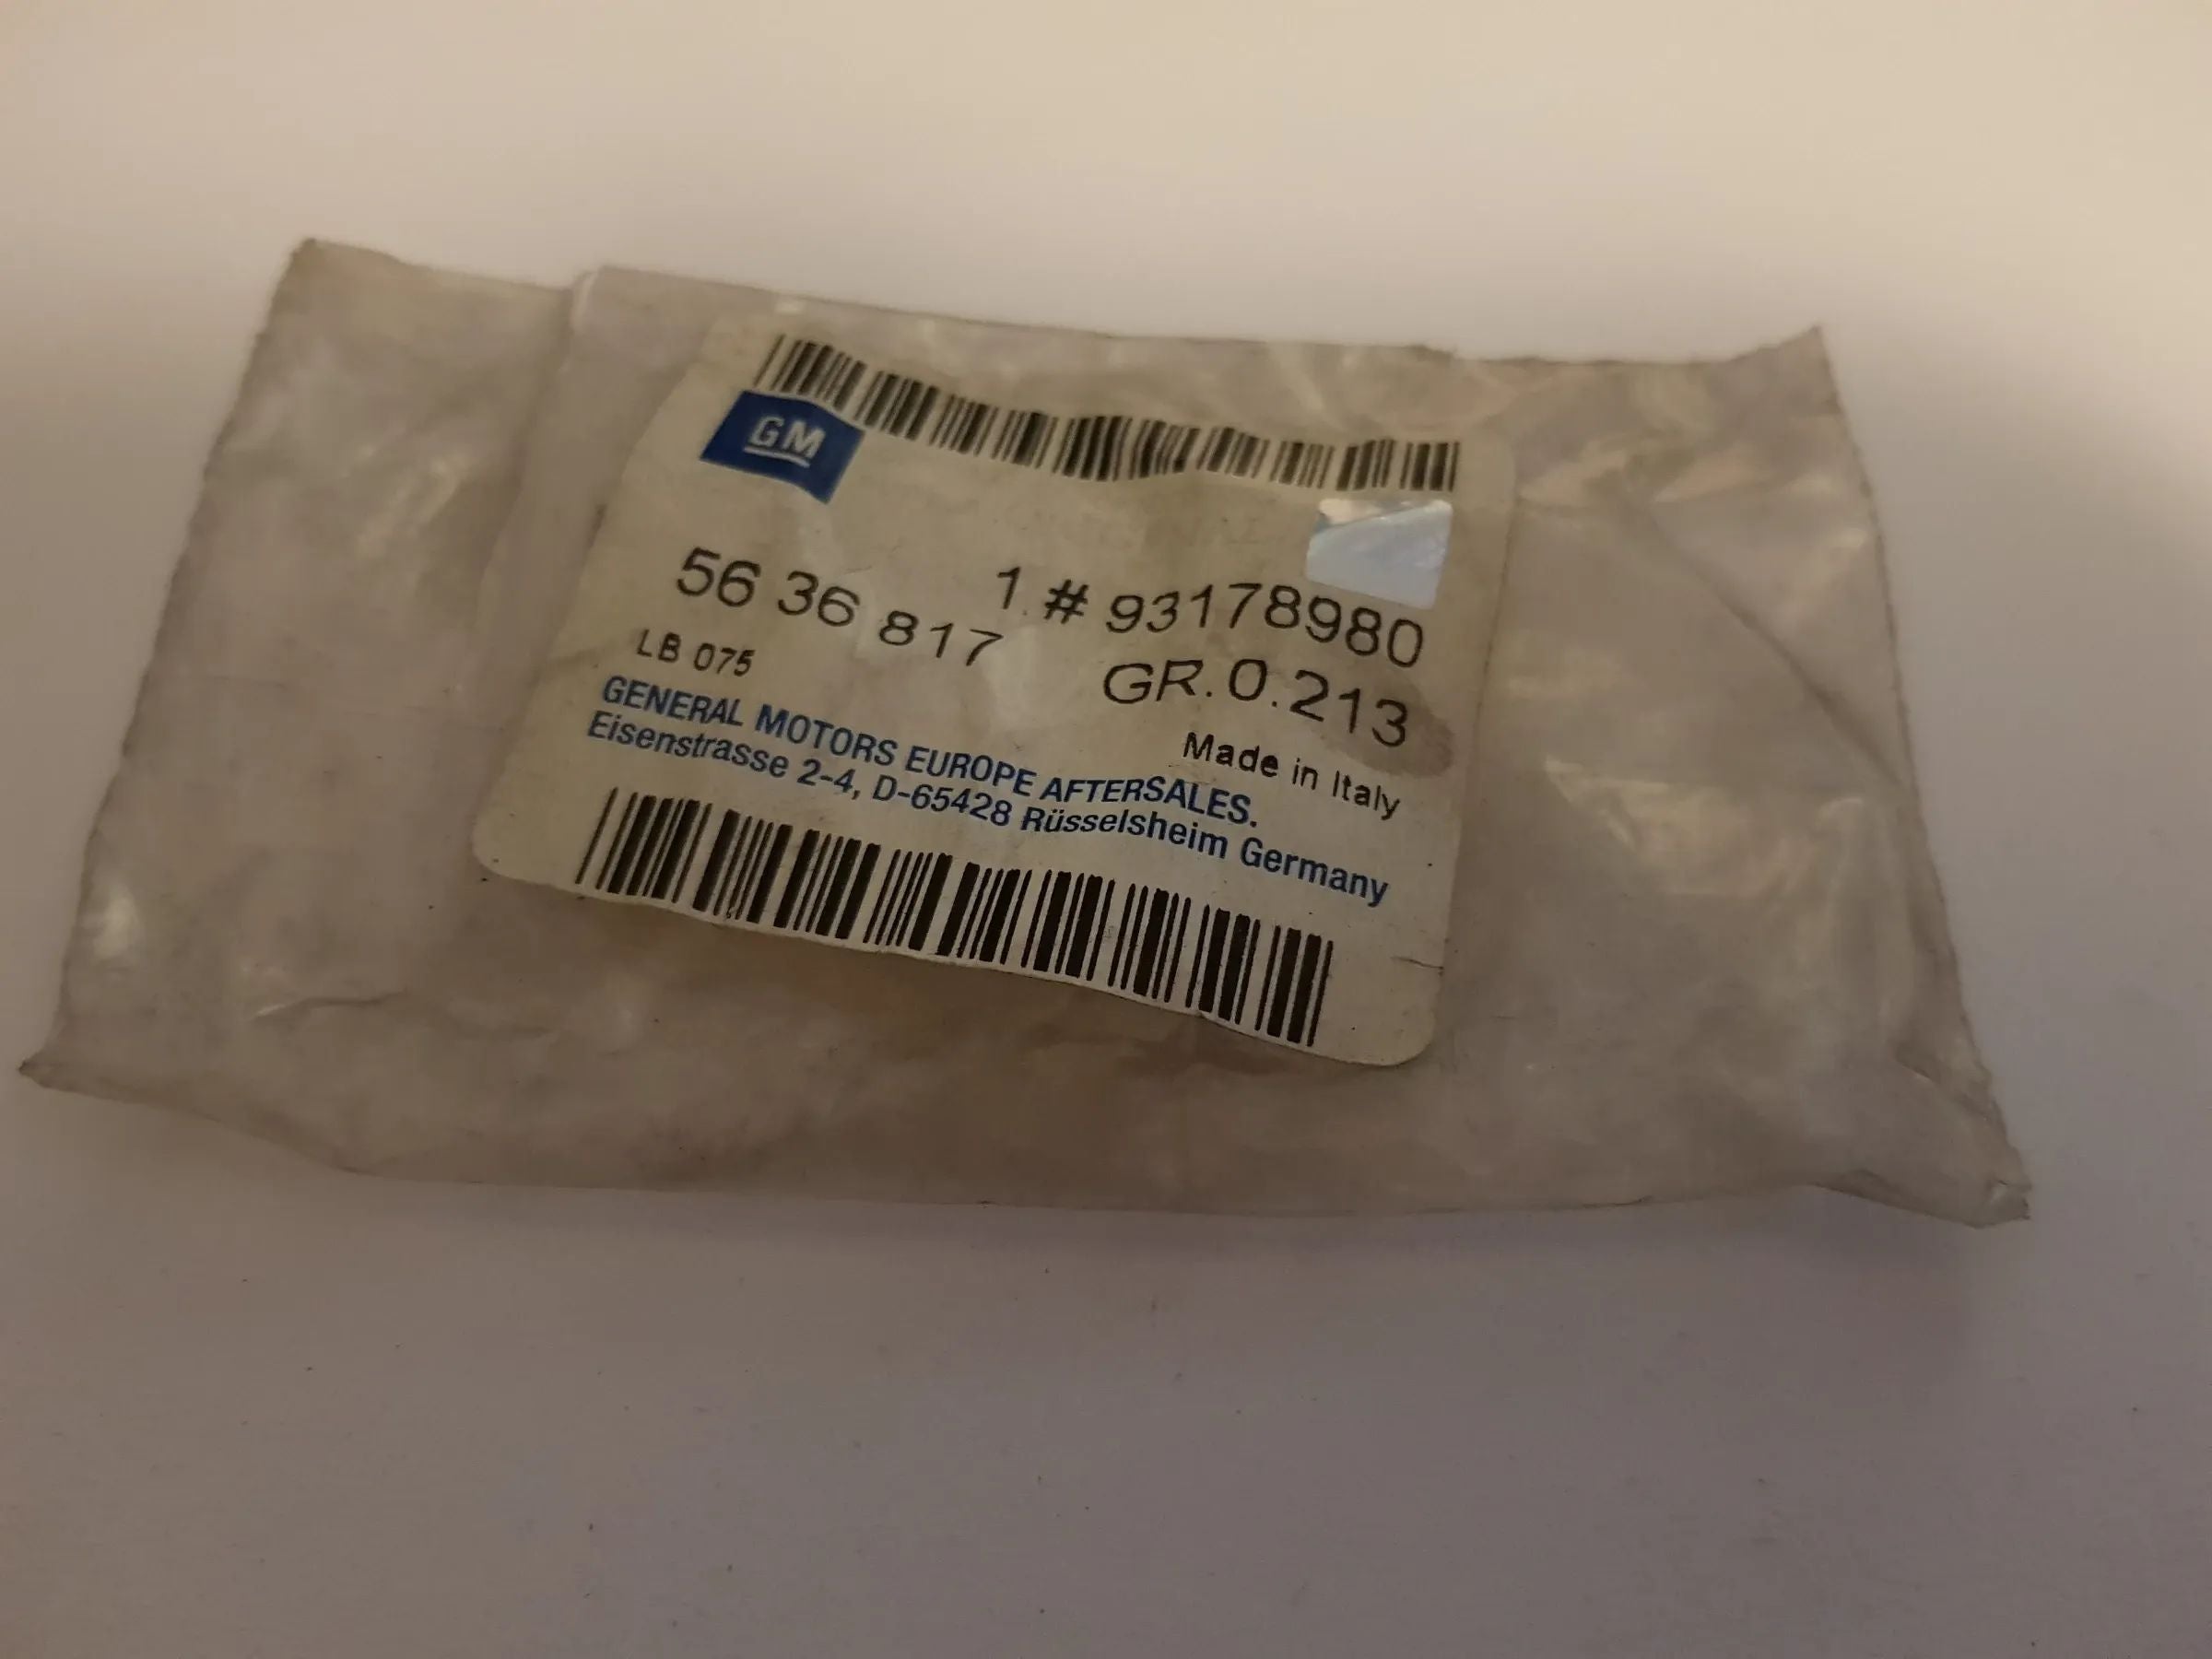 GM
1 # 93178980
56 36 817
GR.0.213
LB 075
Made in Italy
GENERAL MOTORS EUROPE AFTERSALES.
Eisenstrasse 2-4, D-65428 Rüsselsheim Germany